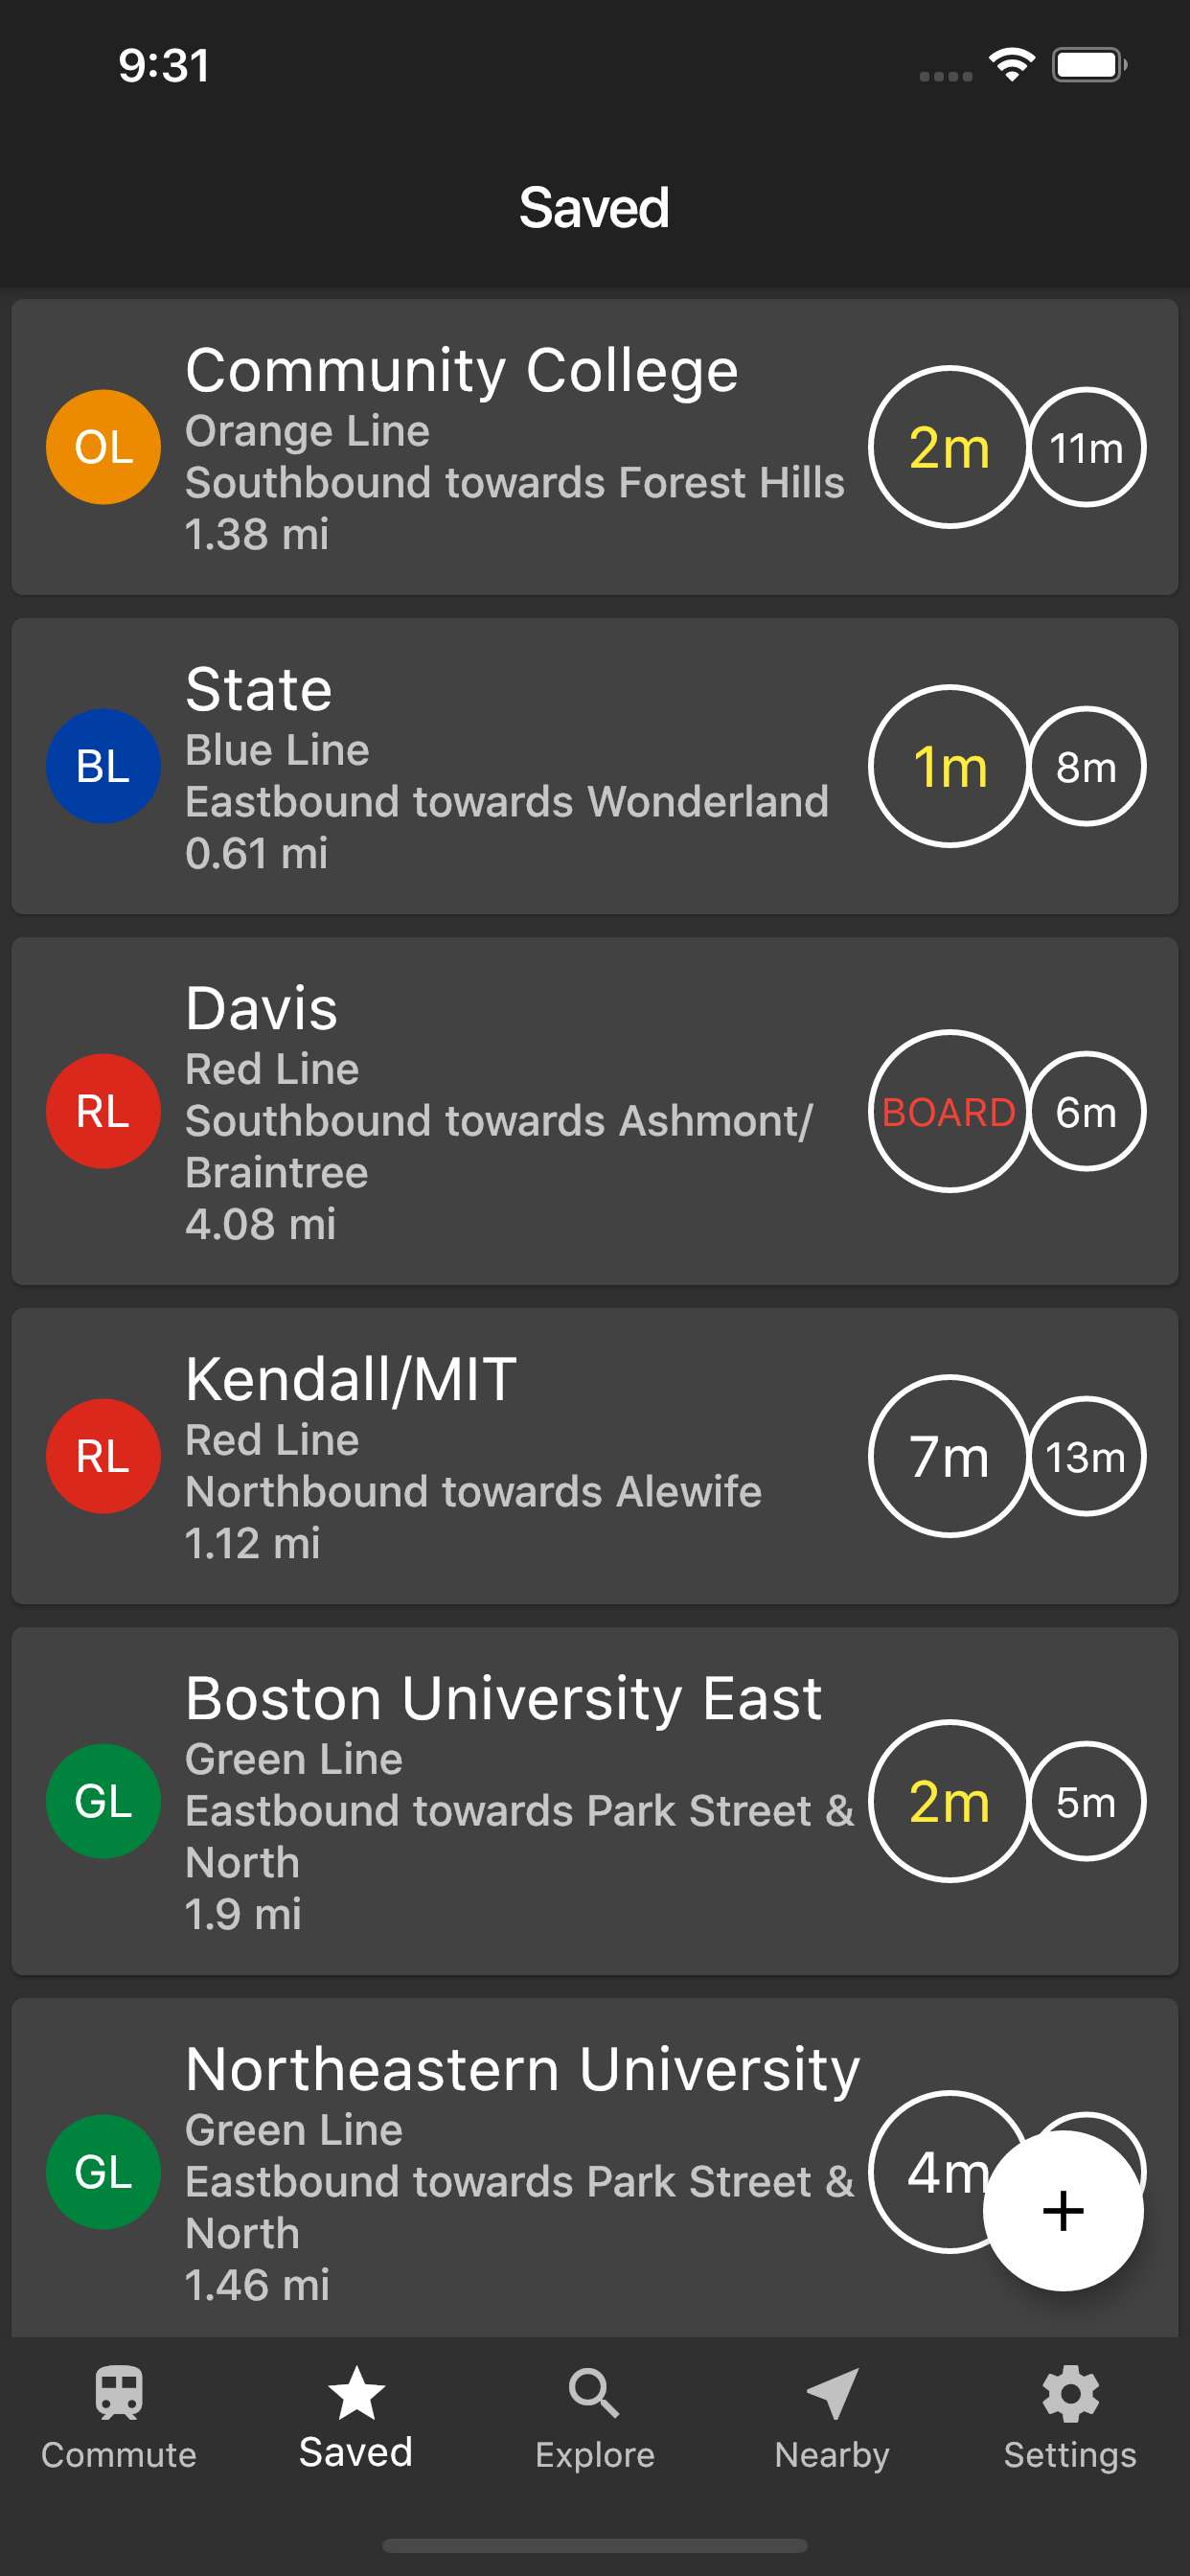 9:31
Saved
Community College
OL
Orange Line
Southbound towards Forest Hills
1.38 mi
2m
11m
State
BL
Blue Line
Eastbound towards Wonderland
0.61 mi
1m
8m
Davis
RL
Red Line
Southbound towards Ashmont/
Braintree
4.08 mi
BOARD
6m
Kendall/MIT
RL
Red Line
Northbound towards Alewife
1.12 mi
7m
13m
Boston University East
GL
Green Line
Eastbound towards Park Street &
North
1.9 mi
2m
5m
Northeastern University
GL
Green Line
Eastbound towards Park Street &
North
1.46 mi
4m
+
Commute
Saved
Explore
Nearby
Settings